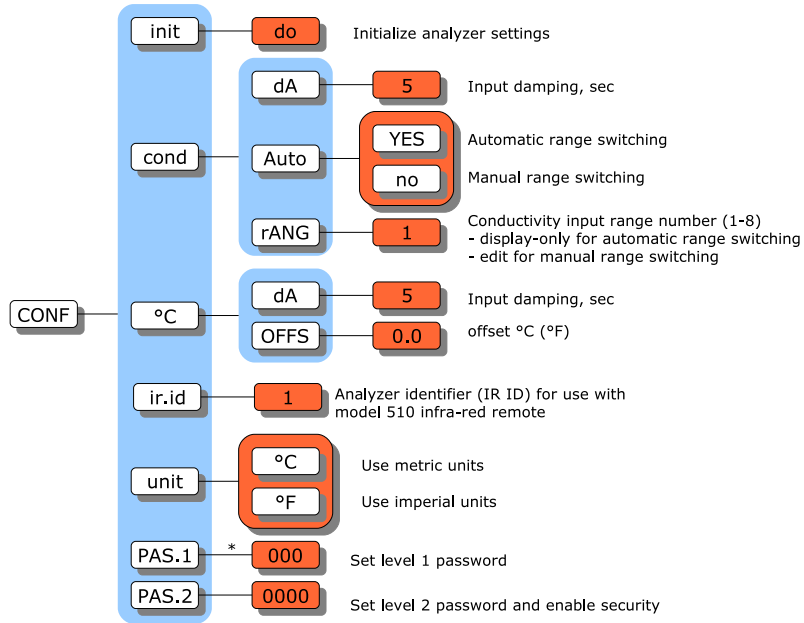 init
do
Initialize analyzer settings
dA
5
Input damping, sec
cond
Auto
YES
Automatic range switching
no
Manual range switching
rANG
1
Conductivity input range number (1-8)
- display-only for automatic range switching
- edit for manual range switching
CONF
°C
dA
5
Input damping, sec
OFFS
0.0
offset °C (°F)
ir.id
1
Analyzer identifier (IR ID) for use with
model 510 infra-red remote
unit
°C
Use metric units
°F
Use imperial units
PAS.1
*
000
Set level 1 password
PAS.2
0000
Set level 2 password and enable security